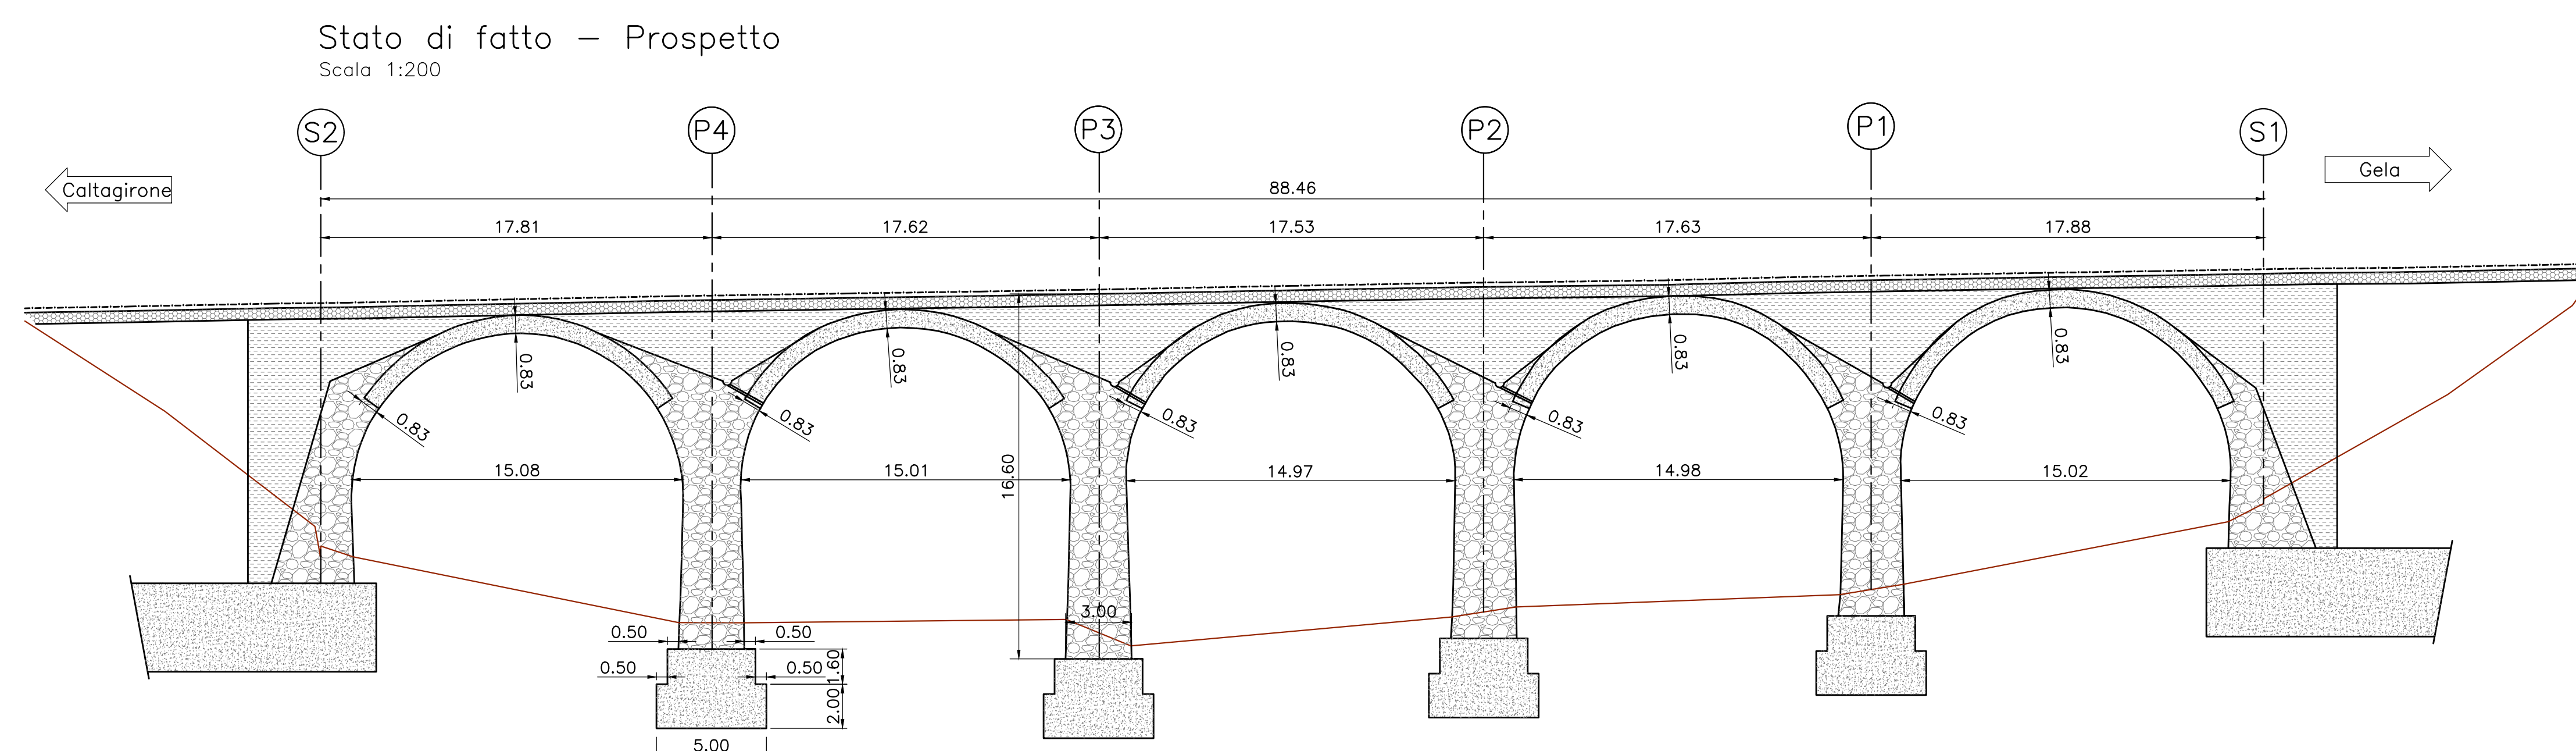 Stato di fatto – Prospetto
Scala 1:200
S2 P4 P3 P2 P1 S1
Caltagirone
Gela
88.46
17.81 17.62 17.53 17.63 17.88
0.83 0.83 0.83 0.83 0.83
0.83 0.83 0.83 0.83 0.83
15.08 15.01 14.97 14.98 15.02
16.60
3.00
0.50 0.50
0.50 0.50
1.60
2.00
5.00